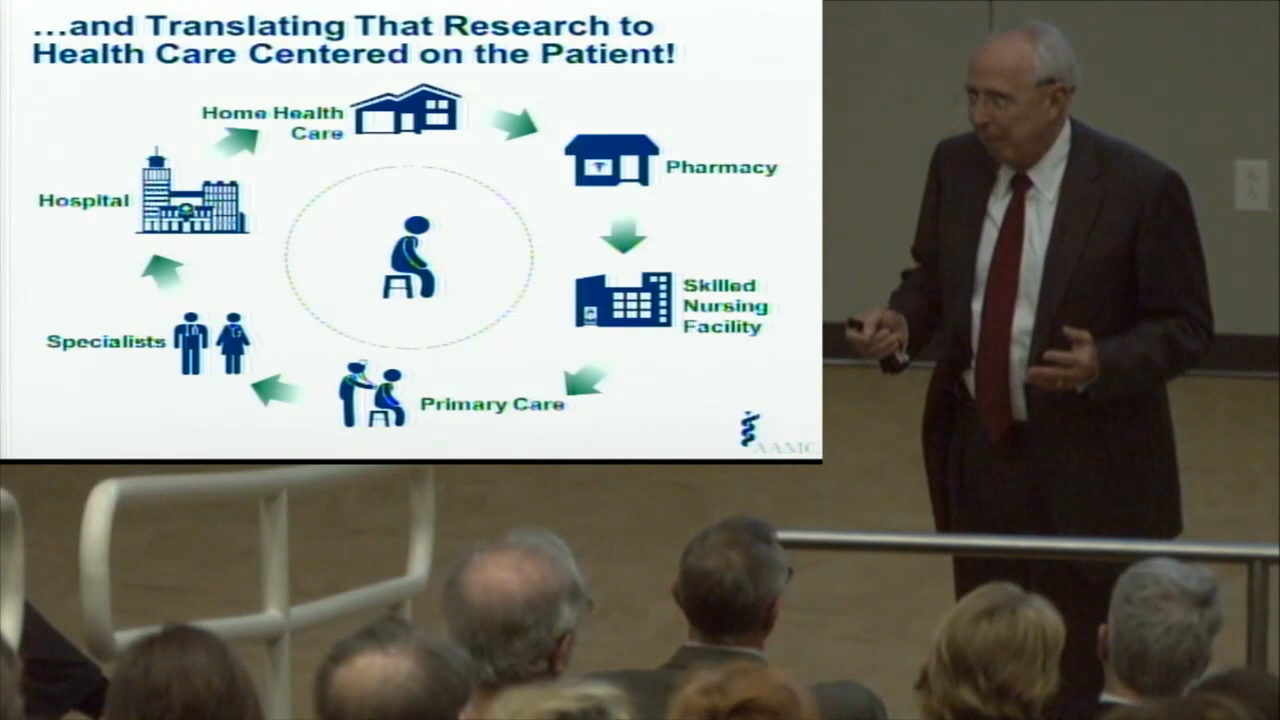 ...and Translating That Research to
Health Care Centered on the Patient!
Home Health
Care
Pharmacy
Hospital
Skilled
Nursing
Facility
Specialists
Primary Care
AAMC